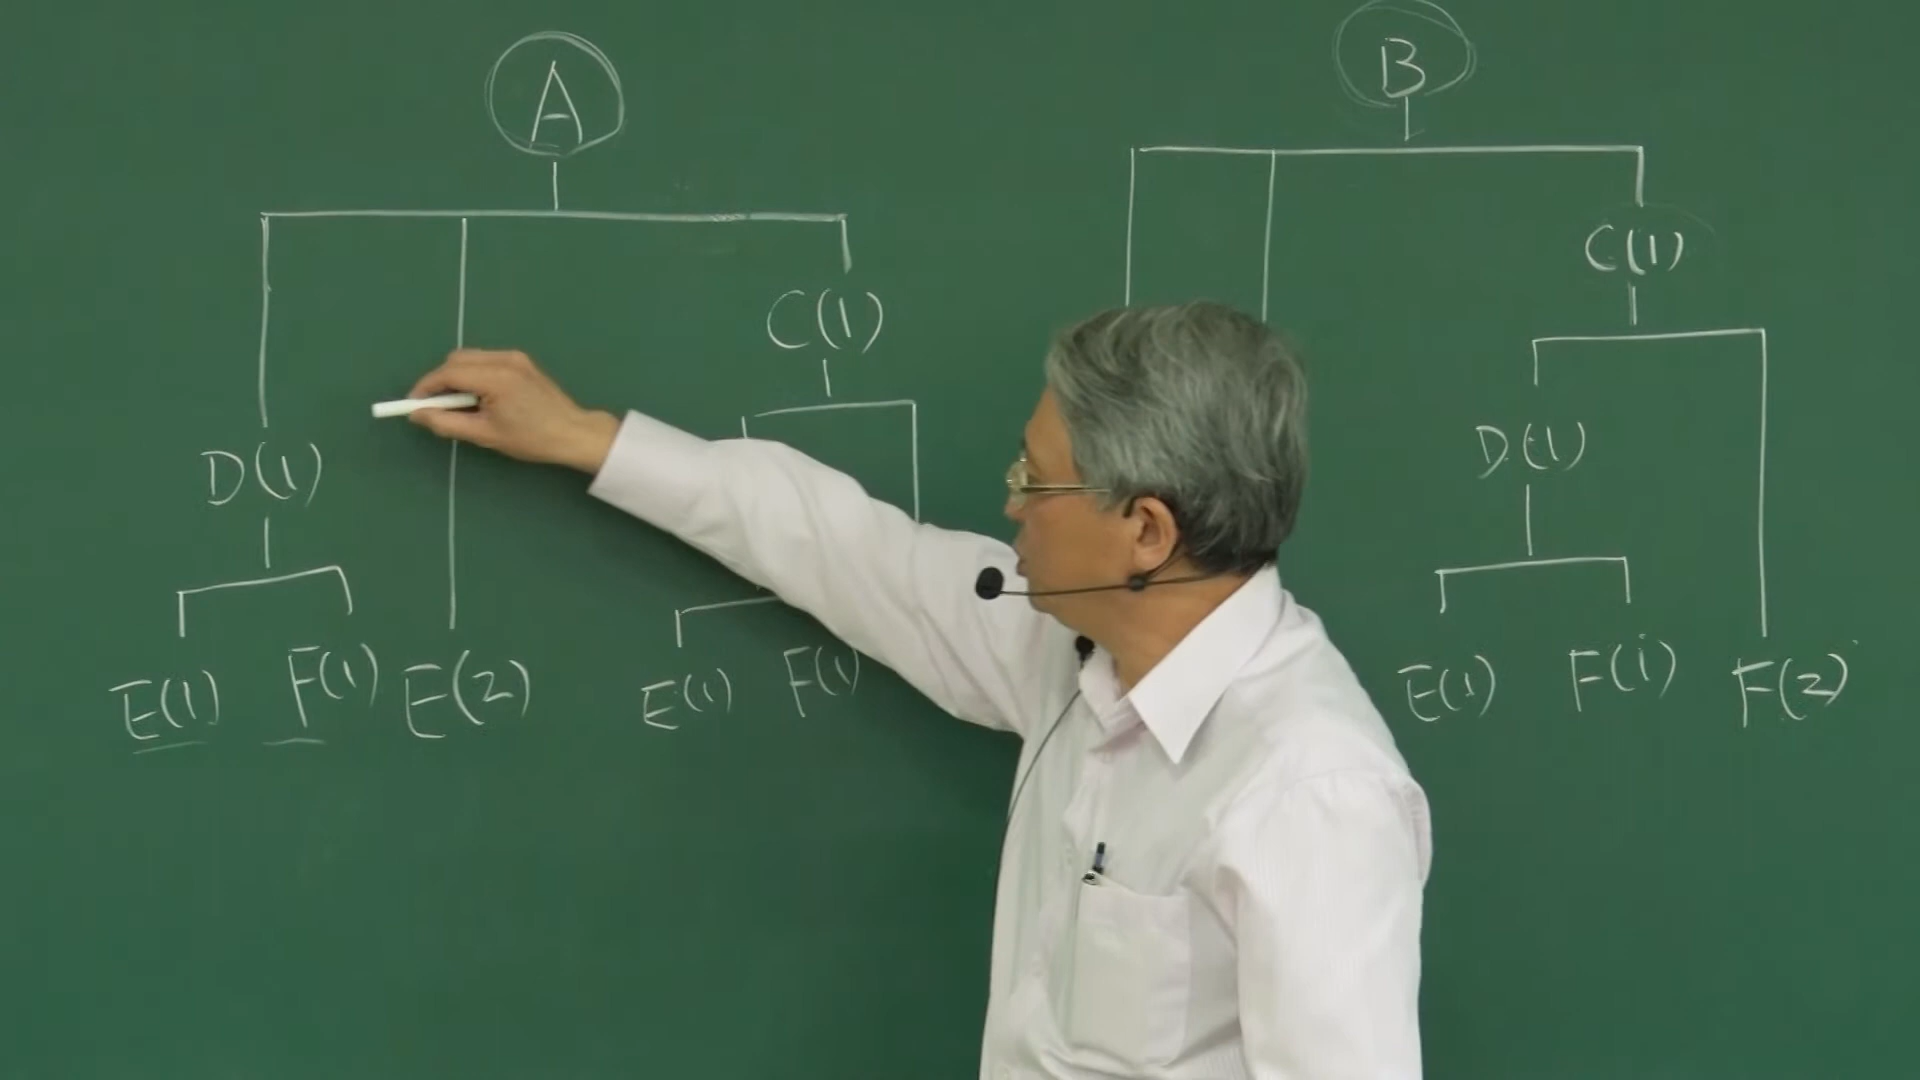 A
B
C(1)
C(1)
D(1)
D(1)
E(1) F(1) E(2) E(1) F(1)
E(1) F(1) F(2)